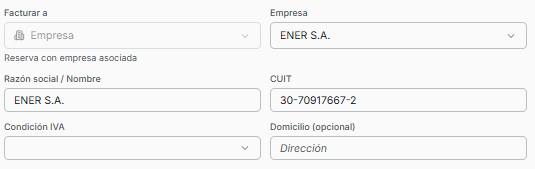 Facturar a
Empresa
Empresa
ENER S.A.
Reserva con empresa asociada
Razón social / Nombre
CUIT
ENER S.A.
30-70917667-2
Condición IVA
Domicilio (opcional)
Dirección